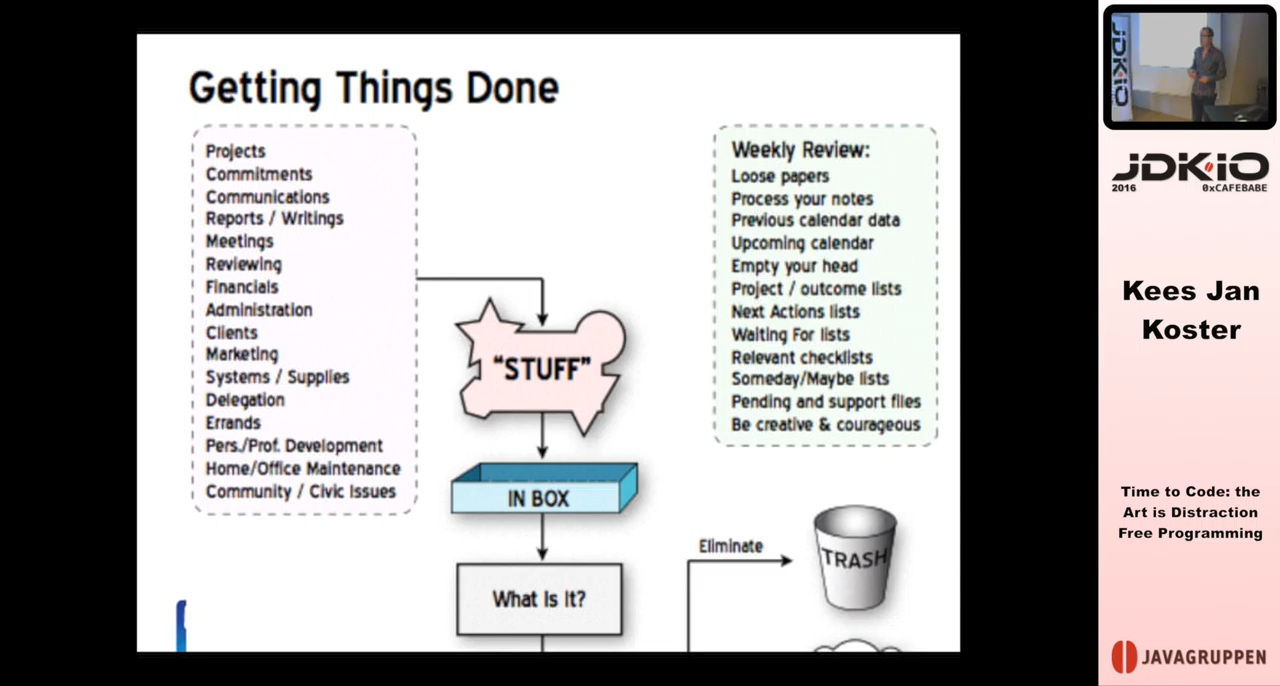 Getting Things Done
Projects
Commitments
Communications
Reports / Writings
Meetings
Reviewing
Financials
Administration
Clients
Marketing
Systems / Supplies
Delegation
Errands
Pers./Prof. Development
Home/Office Maintenance
Community / Civic Issues
"STUFF"
IN BOX
What Is It?
Weekly Review:
Loose papers
Process your notes
Previous calendar data
Upcoming calendar
Empty your head
Project / outcome lists
Next Actions lists
Waiting For lists
Relevant checklists
Someday/Maybe lists
Pending and support files
Be creative & courageous
Eliminate
TRASH
JDKiO
JDKiO
2016 0xCAFEBABE
Kees Jan
Koster
Time to Code: the
Art is Distraction
Free Programming
JAVAGRUPPEN